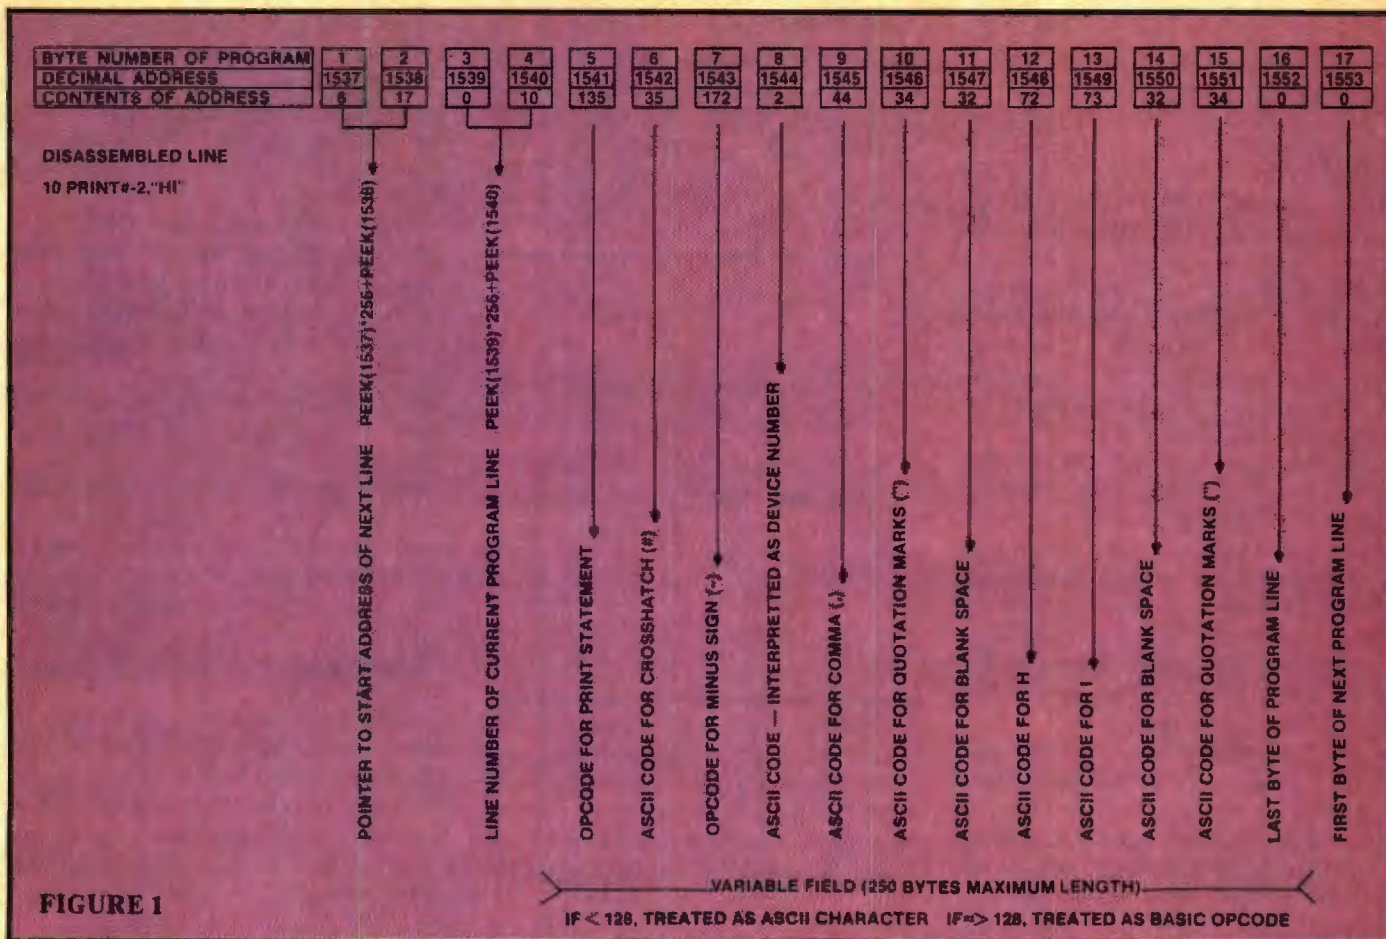 BYTE NUMBER OF PROGRAM 1 2 3 4 5 6 7 8 9 10 11 12 13 14 15 16 17
DECIMAL ADDRESS 1537 1538 1539 1540 1541 1542 1543 1544 1545 1546 1547 1548 1549 1550 1551 1552 1553
CONTENTS OF ADDRESS 6 17 0 10 135 35 172 2 44 34 32 72 73 32 34 0 0
DISASSEMBLED LINE
10 PRINT#-2,"HI"
POINTER TO START ADDRESS OF NEXT LINE PEEK(1537)*256+PEEK(1538)
LINE NUMBER OF CURRENT PROGRAM LINE PEEK(1539)*256+PEEK(1540)
OPCODE FOR PRINT STATEMENT
ASCII CODE FOR CROSSHATCH (#)
OPCODE FOR MINUS SIGN (-)
ASCII CODE — INTERPRETTED AS DEVICE NUMBER
ASCII CODE FOR COMMA (,)
ASCII CODE FOR QUOTATION MARKS (")
ASCII CODE FOR BLANK SPACE
ASCII CODE FOR H
ASCII CODE FOR I
ASCII CODE FOR BLANK SPACE
ASCII CODE FOR QUOTATION MARKS (")
LAST BYTE OF PROGRAM LINE
FIRST BYTE OF NEXT PROGRAM LINE
VARIABLE FIELD (250 BYTES MAXIMUM LENGTH)
IF < 128, TREATED AS ASCII CHARACTER IF => 128, TREATED AS BASIC OPCODE
FIGURE 1